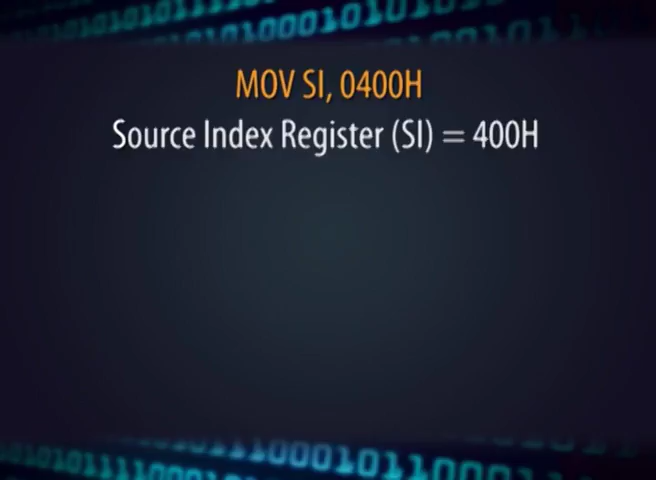 MOV SI, 0400H
Source Index Register (SI) = 400H